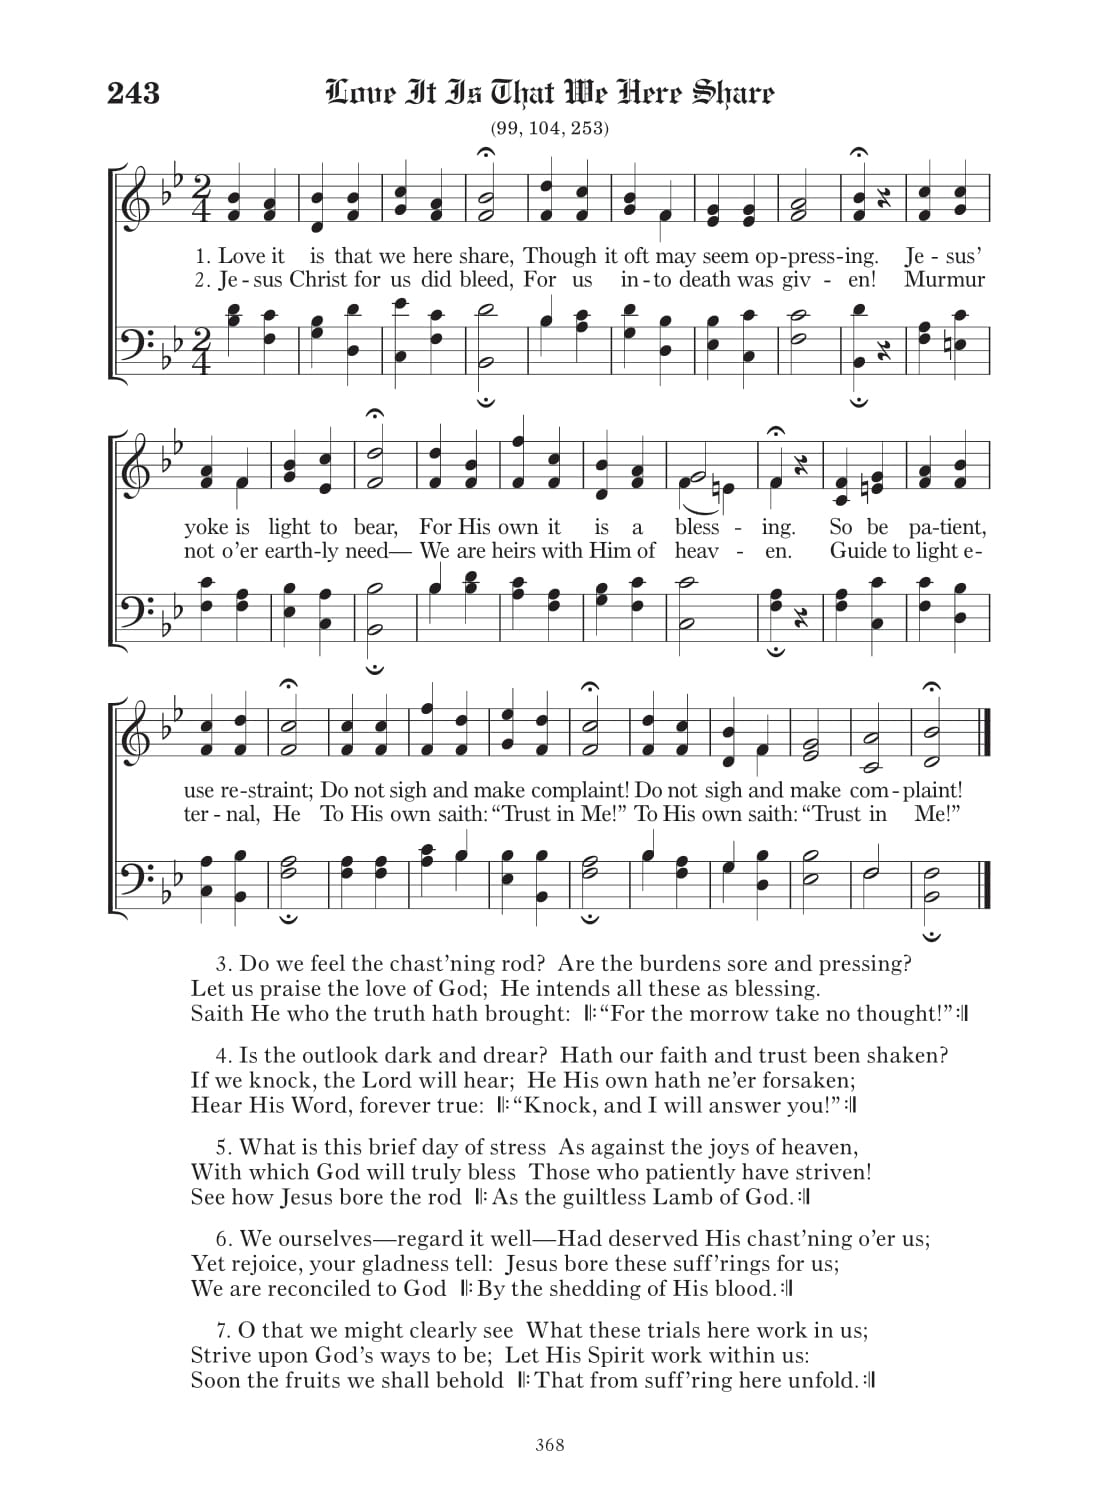 243
Love It Is That We Here Share
(99, 104, 253)
1. Love it is that we here share, Though it oft may seem op-press-ing. Je - sus’
2. Je - sus Christ for us did bleed, For us in - to death was giv - en! Murmur
yoke is light to bear, For His own it is a bless - ing. So be pa-tient,
not o’er earth-ly need— We are heirs with Him of heav - en. Guide to light e-
use re-straint; Do not sigh and make complaint! Do not sigh and make com-plaint!
ter - nal, He To His own saith: “Trust in Me!” To His own saith: “Trust in Me!”
3. Do we feel the chast’ning rod? Are the burdens sore and pressing?
Let us praise the love of God; He intends all these as blessing.
Saith He who the truth hath brought: 𝄆 “For the morrow take no thought!” 𝄇
4. Is the outlook dark and drear? Hath our faith and trust been shaken?
If we knock, the Lord will hear; He His own hath ne’er forsaken;
Hear His Word, forever true: 𝄆 “Knock, and I will answer you!” 𝄇
5. What is this brief day of stress As against the joys of heaven,
With which God will truly bless Those who patiently have striven!
See how Jesus bore the rod 𝄆 As the guiltless Lamb of God. 𝄇
6. We ourselves—regard it well—Had deserved His chast’ning o’er us;
Yet rejoice, your gladness tell: Jesus bore these suff’rings for us;
We are reconciled to God 𝄆 By the shedding of His blood. 𝄇
7. O that we might clearly see What these trials here work in us;
Strive upon God’s ways to be; Let His Spirit work within us:
Soon the fruits we shall behold 𝄆 That from suff’ring here unfold. 𝄇
368